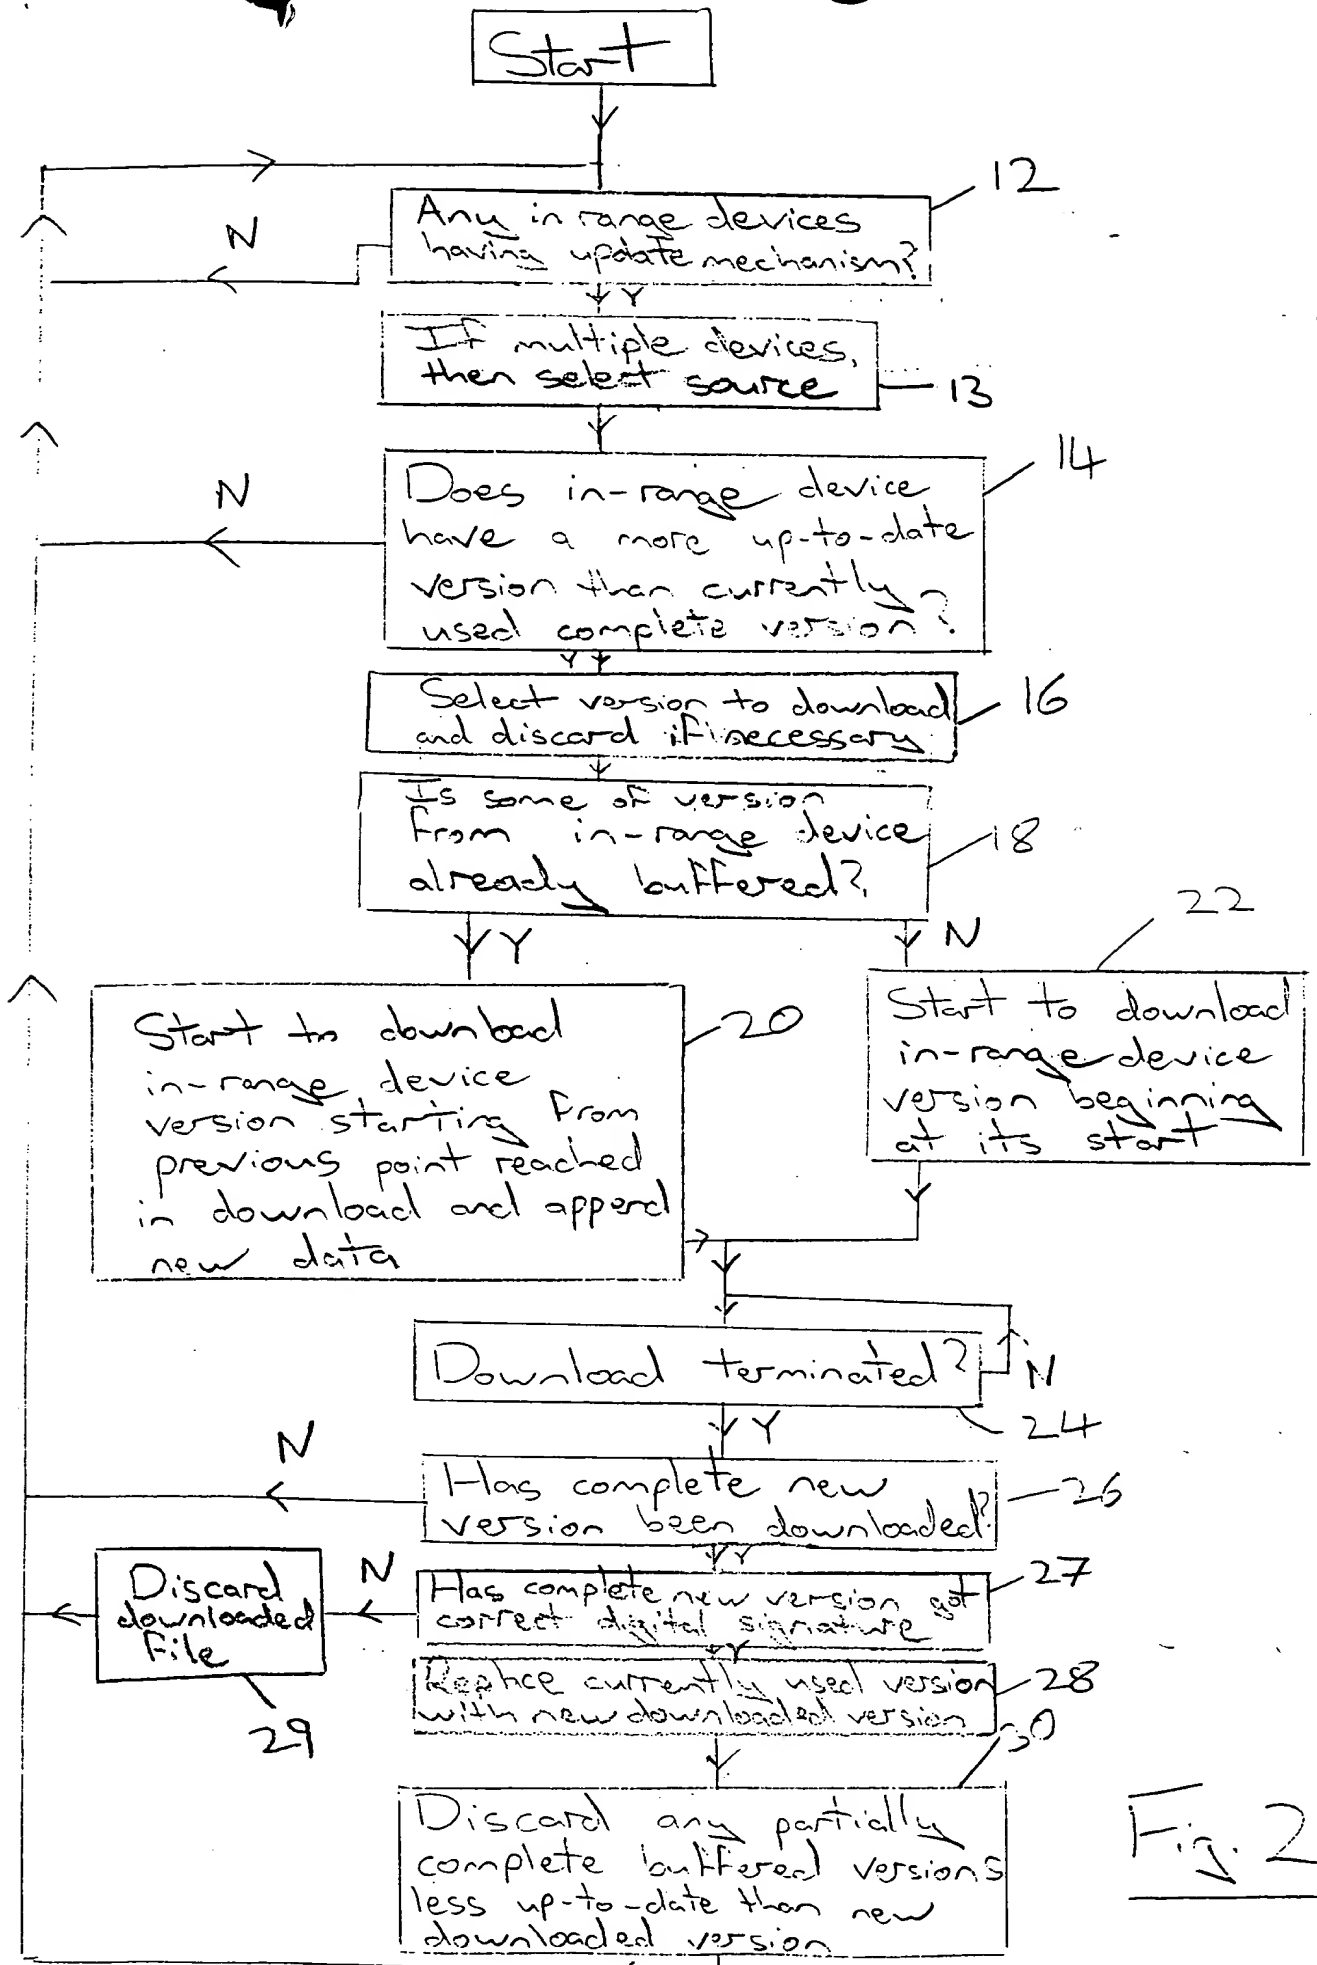 Start
12
Any in range devices
having update mechanism?
N
Y
If multiple devices,
then select source
13
14
Does in-range device
have a more up-to-date
version than currently
used complete version?
N
Y
Select version to download
and discard if necessary
16
Is some of version
from in-range device
already buffered?
18
Y
N
22
Start to download
in-range device
version starting from
previous point reached
in download and append
new data
20
Start to download
in-range device
version beginning
at its start
Download terminated?
N
24
Y
N
Has complete new
version been downloaded?
26
Y
Discard
downloaded
file
29
N
Has complete new version got
correct digital signature
27
Y
Replace currently used version
with new downloaded version
28
30
Discard any partially
complete buffered versions
less up-to-date than new
downloaded version
Fig. 2